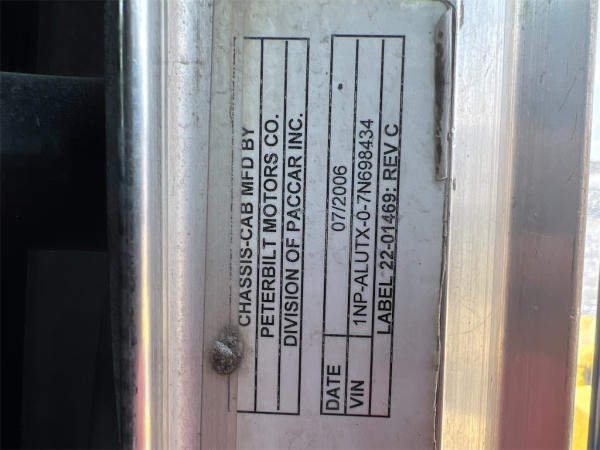 CHASSIS-CAB MFD BY
PETERBILT MOTORS CO.
DIVISION OF PACCAR INC.
DATE 07/2006
VIN 1NP-ALUTX-0-7N698434
LABEL 22-01469: REV C